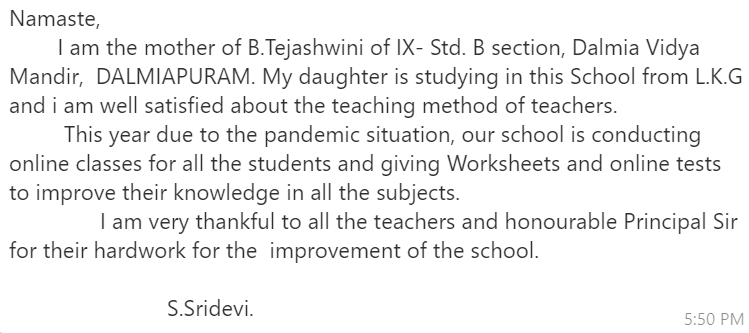 Namaste,
I am the mother of B.Tejashwini of IX- Std. B section, Dalmia Vidya
Mandir,  DALMIAPURAM. My daughter is studying in this School from L.K.G
and i am well satisfied about the teaching method of teachers.
This year due to the pandemic situation, our school is conducting
online classes for all the students and giving Worksheets and online tests
to improve their knowledge in all the subjects.
I am very thankful to all the teachers and honourable Principal Sir
for their hardwork for the  improvement of the school.
S.Sridevi.
5:50 PM